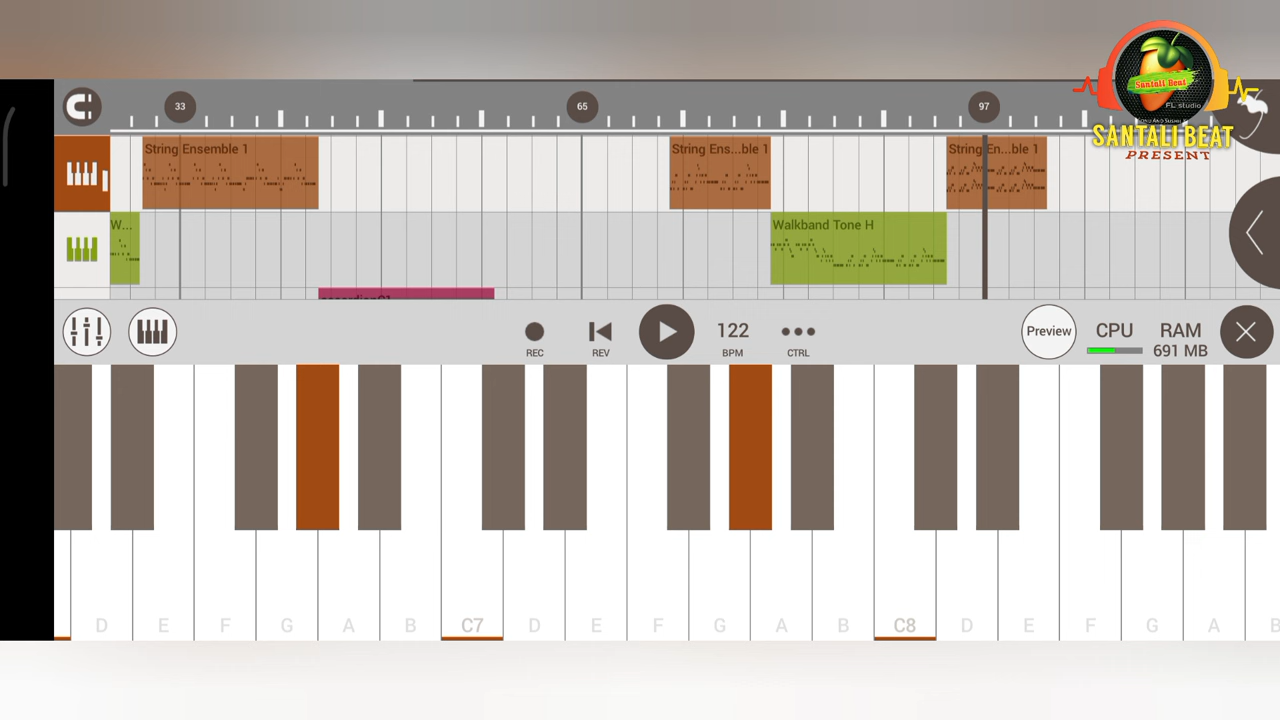 33
65
97
Santali Beat
FL studio
SANTALI BEAT
PRESENT
String Ensemble 1
String Ens...ble 1
String En...ble 1
W...
Walkband Tone H
REC
REV
122
BPM
CTRL
Preview
CPU
RAM
691 MB
D E F G A B C7 D E F G A B C8 D E F G A B